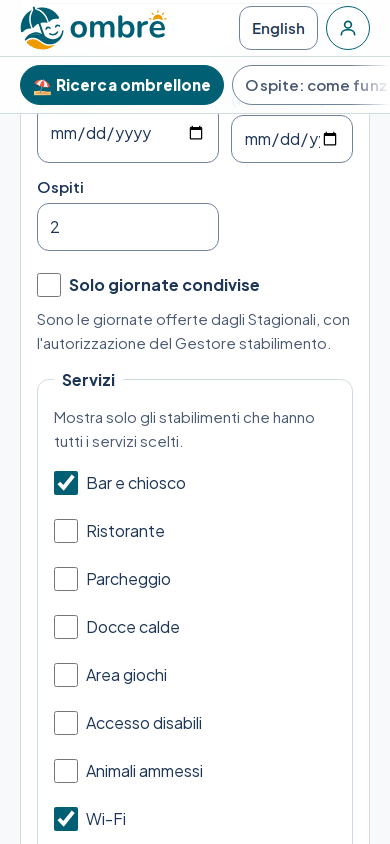 ombre
English
Ricerca ombrellone
Ospite: come funz
mm/dd/yyyy
mm/dd/y
Ospiti
2
Solo giornate condivise
Sono le giornate offerte dagli Stagionali, con
l'autorizzazione del Gestore stabilimento.
Servizi
Mostra solo gli stabilimenti che hanno
tutti i servizi scelti.
Bar e chiosco
Ristorante
Parcheggio
Docce calde
Area giochi
Accesso disabili
Animali ammessi
Wi-Fi